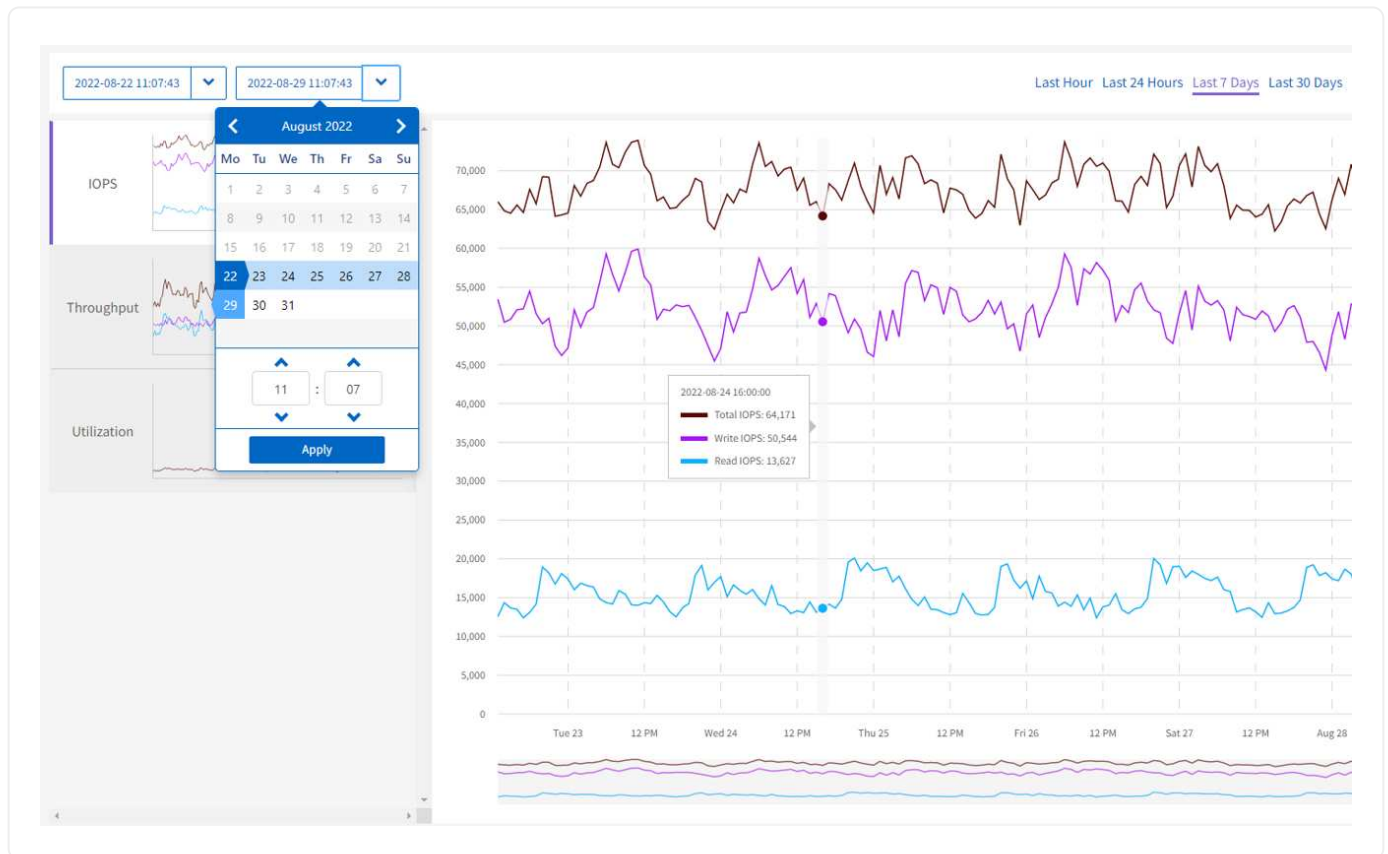 2022-08-22 11:07:43 2022-08-29 11:07:43
Last Hour Last 24 Hours Last 7 Days Last 30 Days
August 2022
Mo Tu We Th Fr Sa Su
1 2 3 4 5 6 7
8 9 10 11 12 13 14
15 16 17 18 19 20 21
22 23 24 25 26 27 28
29 30 31
11 : 07
Apply
IOPS
Throughput
Utilization
70,000
65,000
60,000
55,000
50,000
45,000
40,000
35,000
30,000
25,000
20,000
15,000
10,000
5,000
0
2022-08-24 16:00:00
Total IOPS: 64,171
Write IOPS: 50,544
Read IOPS: 13,627
Tue 23 12 PM Wed 24 12 PM Thu 25 12 PM Fri 26 12 PM Sat 27 12 PM Aug 28